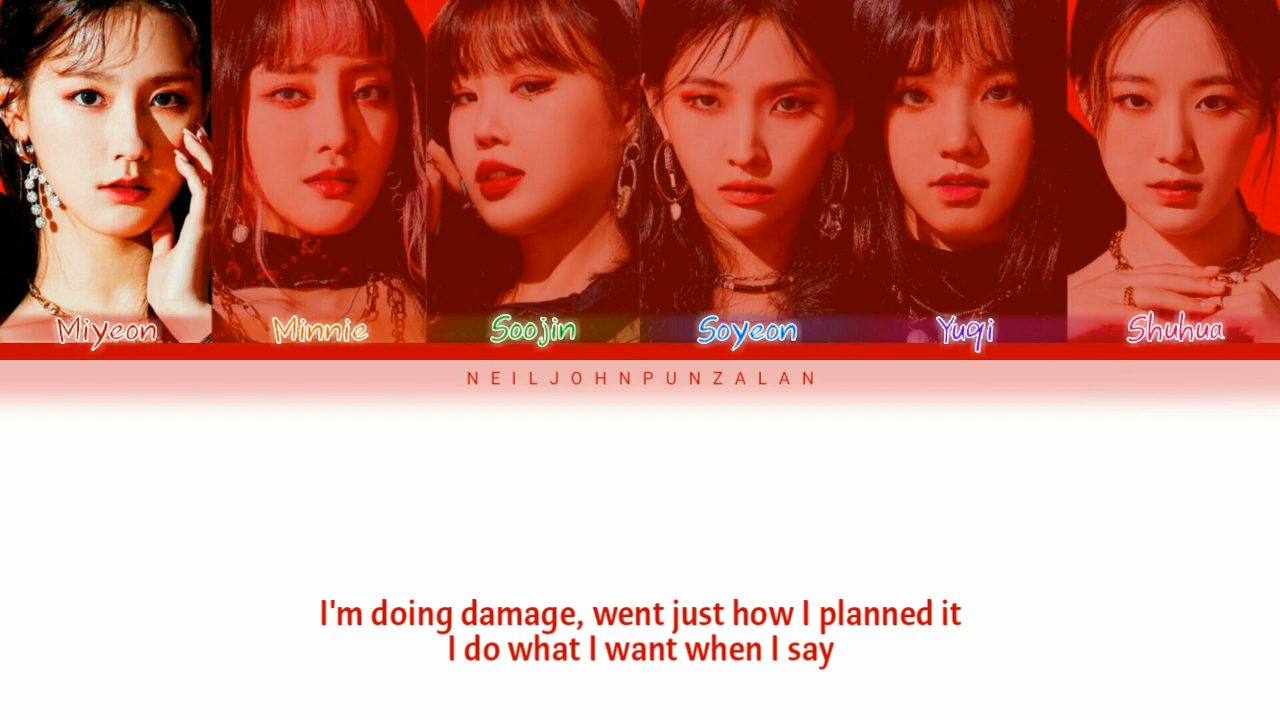 Miyeon Minnie Soojin Soyeon Yuqi Shuhua
NEILJOHNPUNZALAN
I'm doing damage, went just how I planned it
I do what I want when I say